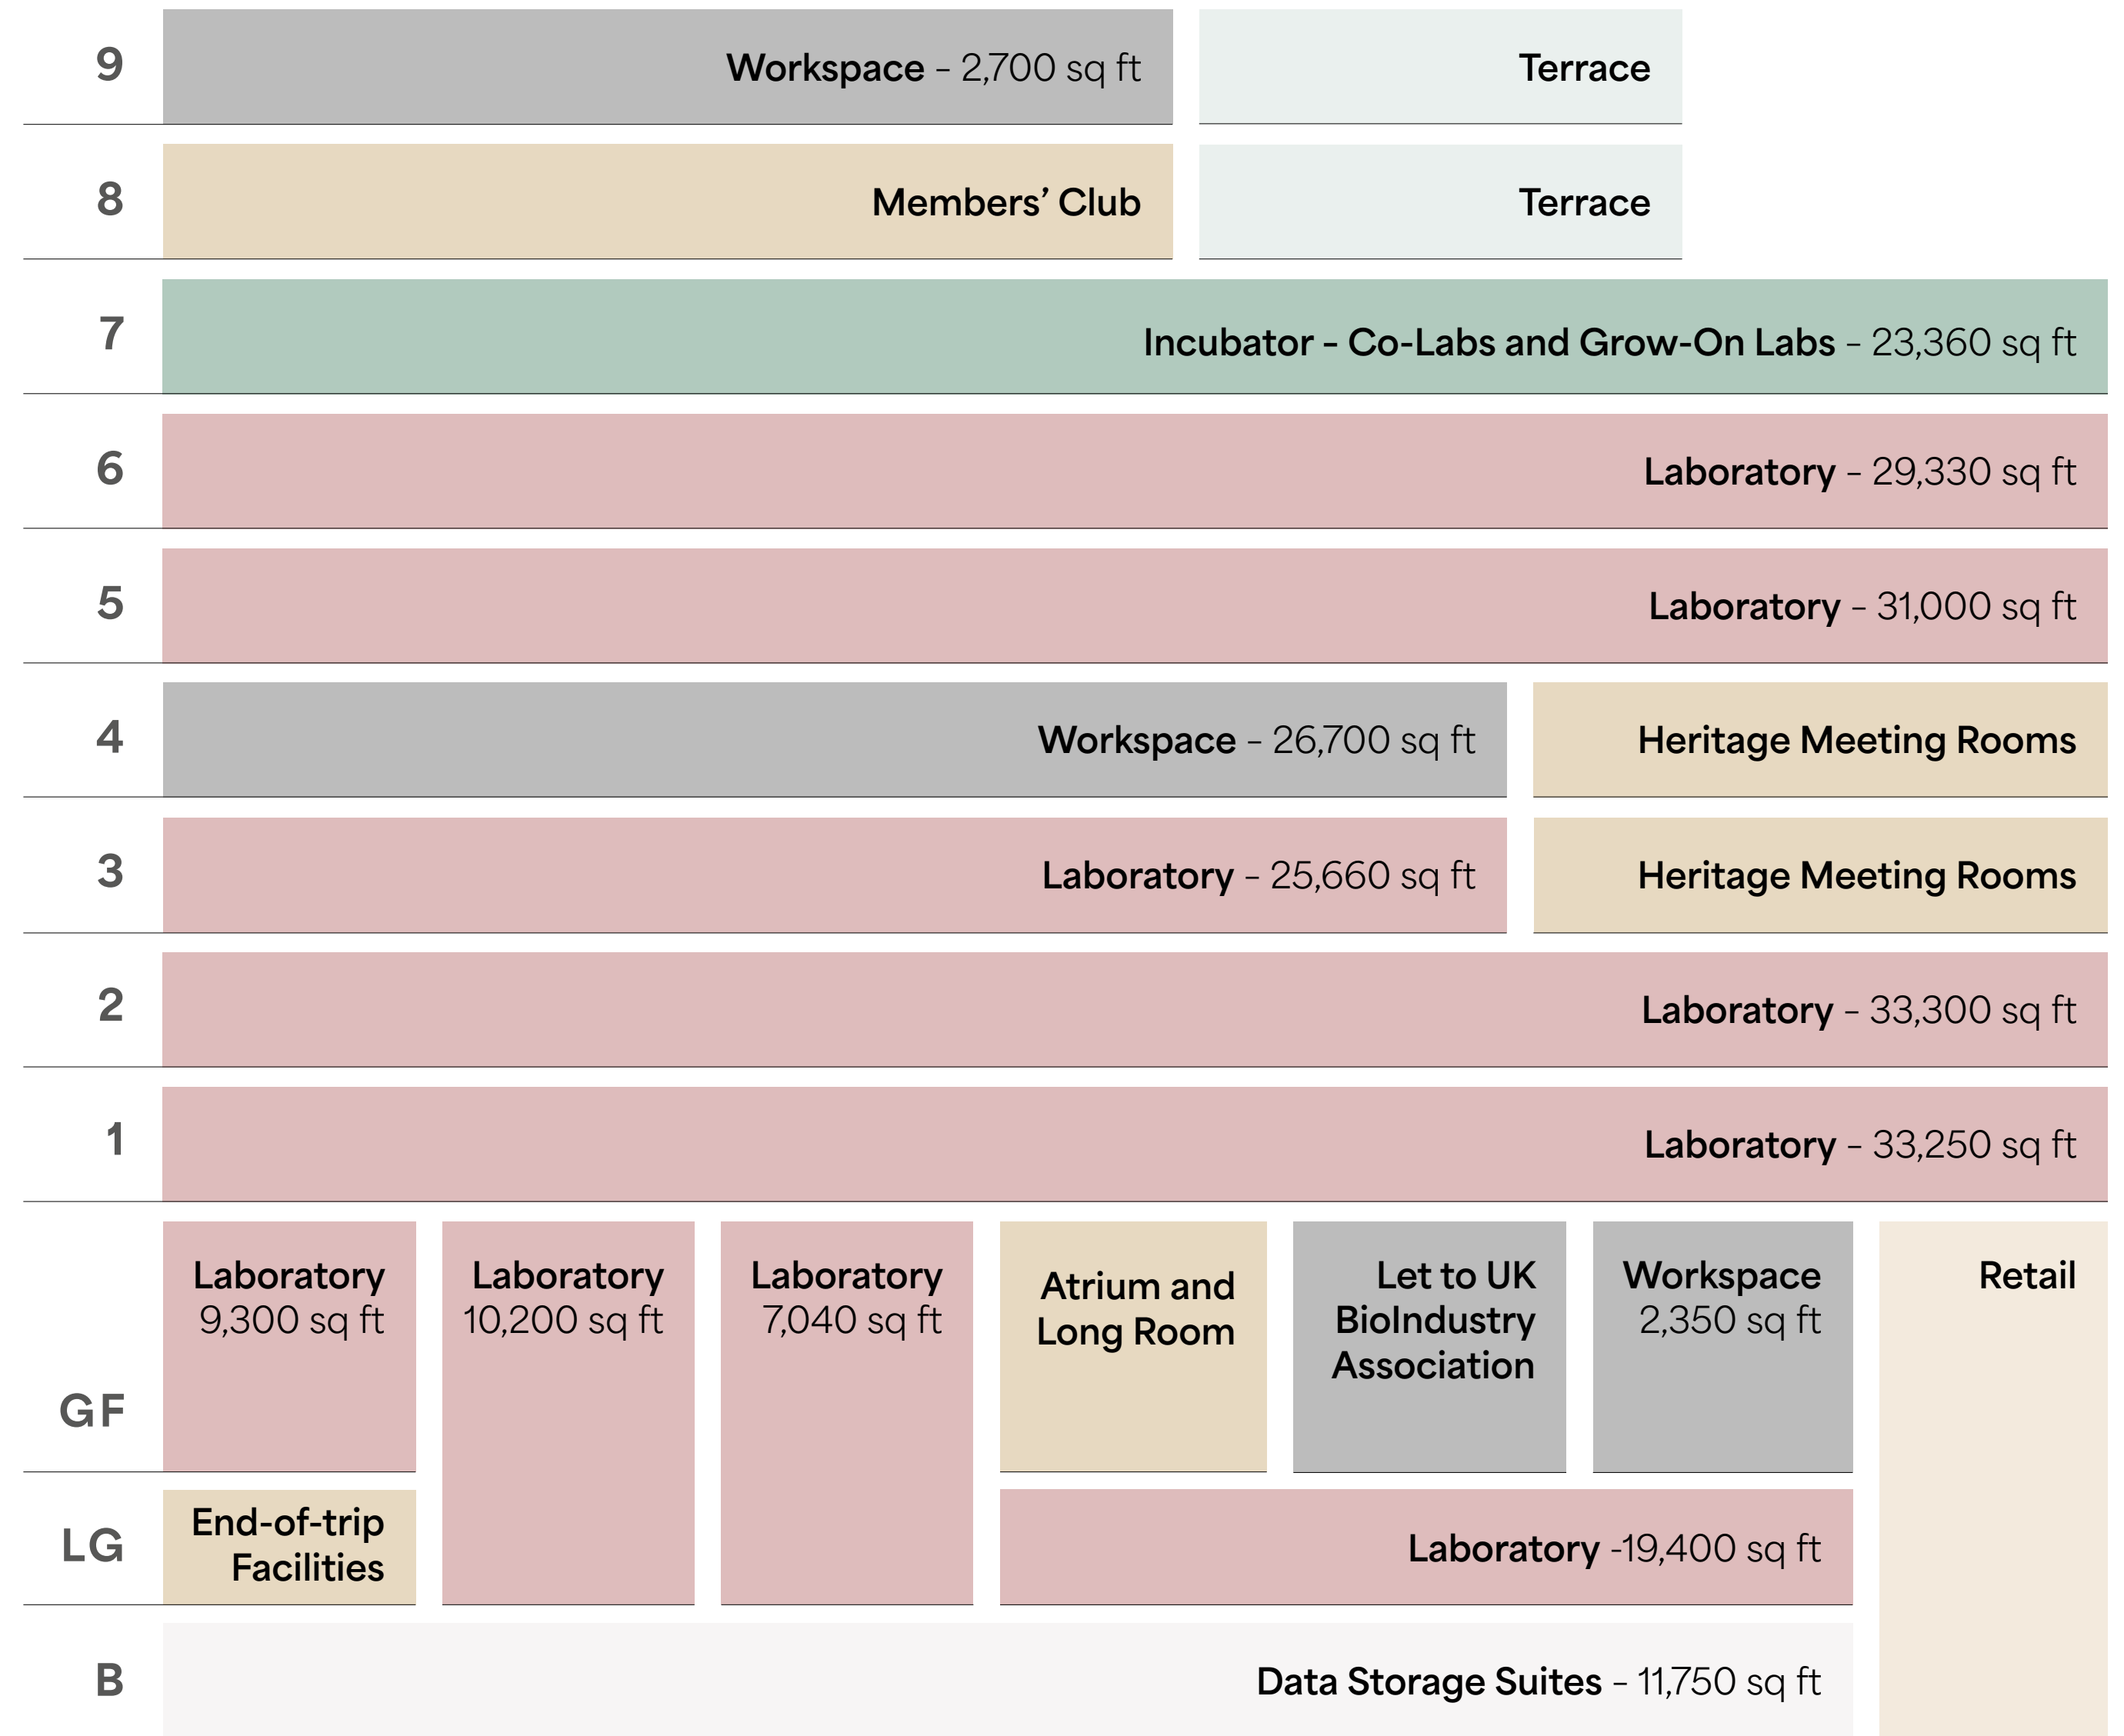 9
Workspace – 2,700 sq ft
Terrace
8
Members’ Club
Terrace
7
Incubator – Co-Labs and Grow-On Labs – 23,360 sq ft
6
Laboratory – 29,330 sq ft
5
Laboratory – 31,000 sq ft
4
Workspace – 26,700 sq ft
Heritage Meeting Rooms
3
Laboratory – 25,660 sq ft
Heritage Meeting Rooms
2
Laboratory – 33,300 sq ft
1
Laboratory – 33,250 sq ft
GF
Laboratory
9,300 sq ft
Laboratory
10,200 sq ft
Laboratory
7,040 sq ft
Atrium and
Long Room
Let to UK
BioIndustry
Association
Workspace
2,350 sq ft
Retail
LG
End-of-trip
Facilities
Laboratory -19,400 sq ft
B
Data Storage Suites – 11,750 sq ft